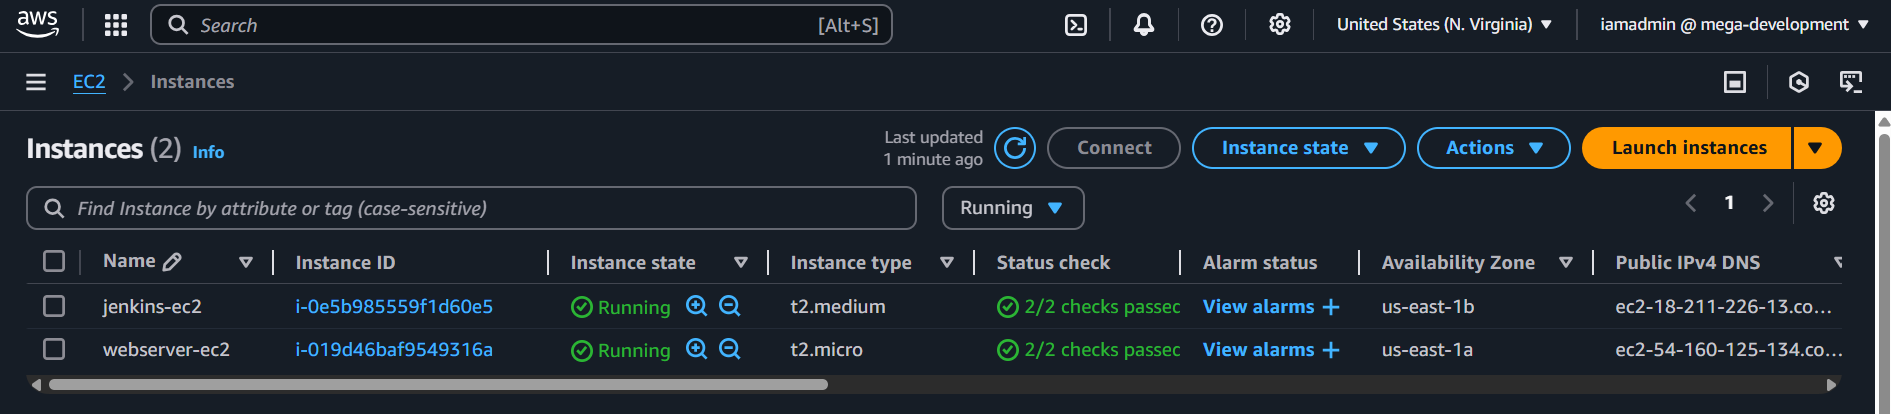 aws Search [Alt+S] United States (N. Virginia) iamadmin @ mega-development
EC2 Instances
Instances (2) Info Last updated 1 minute ago Connect Instance state Actions Launch instances
Find Instance by attribute or tag (case-sensitive) Running 1
Name Instance ID Instance state Instance type Status check Alarm status Availability Zone Public IPv4 DNS
jenkins-ec2 i-0e5b985559f1d60e5 Running t2.medium 2/2 checks passec View alarms + us-east-1b ec2-18-211-226-13.co...
webserver-ec2 i-019d46baf9549316a Running t2.micro 2/2 checks passec View alarms + us-east-1a ec2-54-160-125-134.co...